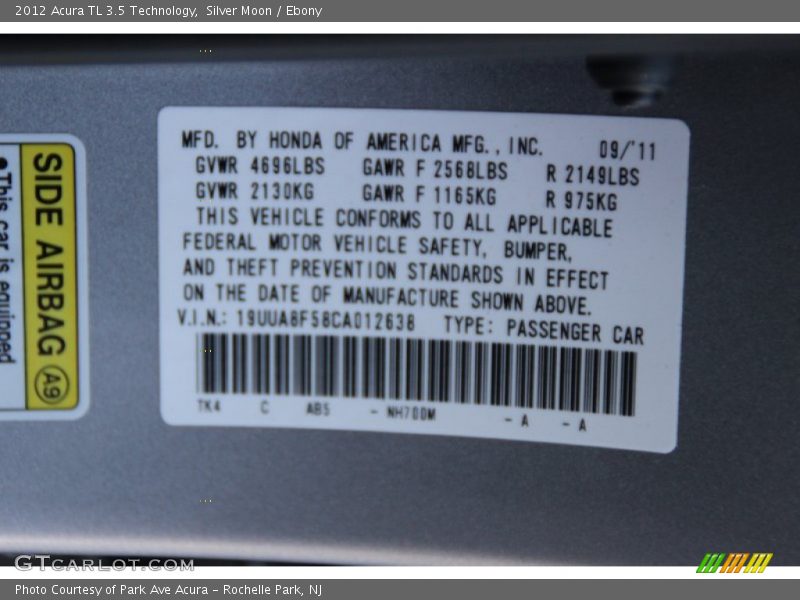 2012 Acura TL 3.5 Technology,  Silver Moon / Ebony
MFD. BY HONDA OF AMERICA MFG., INC. 09/'11
GVWR 4696LBS GAWR F 2568LBS R 2149LBS
GVWR 2130KG GAWR F 1165KG R 975KG
THIS VEHICLE CONFORMS TO ALL APPLICABLE
FEDERAL MOTOR VEHICLE SAFETY, BUMPER,
AND THEFT PREVENTION STANDARDS IN EFFECT
ON THE DATE OF MANUFACTURE SHOWN ABOVE.
V.I.N.: 19UUA8F58CA012638 TYPE: PASSENGER CAR
TK4 C AB5 - NH700M - A - A
SIDE AIRBAG A9
●This car is equipped
GTCARLOT.COM
Photo Courtesy of Park Ave Acura – Rochelle Park, NJ